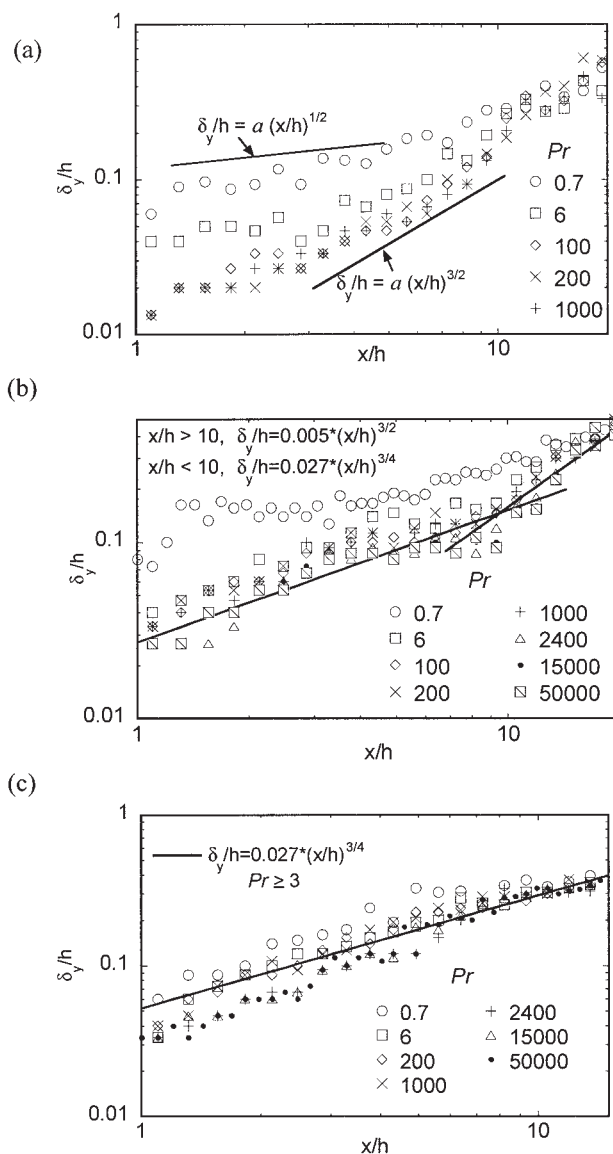 (a)
1
δy/h = a (x/h)^1/2
δy/h
0.1
Pr
0.7
6
100
200
1000
δy/h = a (x/h)^3/2
0.01
1
10
x/h
(b)
x/h > 10, δy/h=0.005*(x/h)^3/2
x/h < 10, δy/h=0.027*(x/h)^3/4
δy/h
0.1
Pr
0.7
1000
6
2400
100
15000
200
50000
0.01
1
10
x/h
(c)
1
δy/h=0.027*(x/h)^3/4
Pr ≥ 3
δy/h
0.1
Pr
0.7
2400
6
15000
200
50000
1000
0.01
1
10
x/h